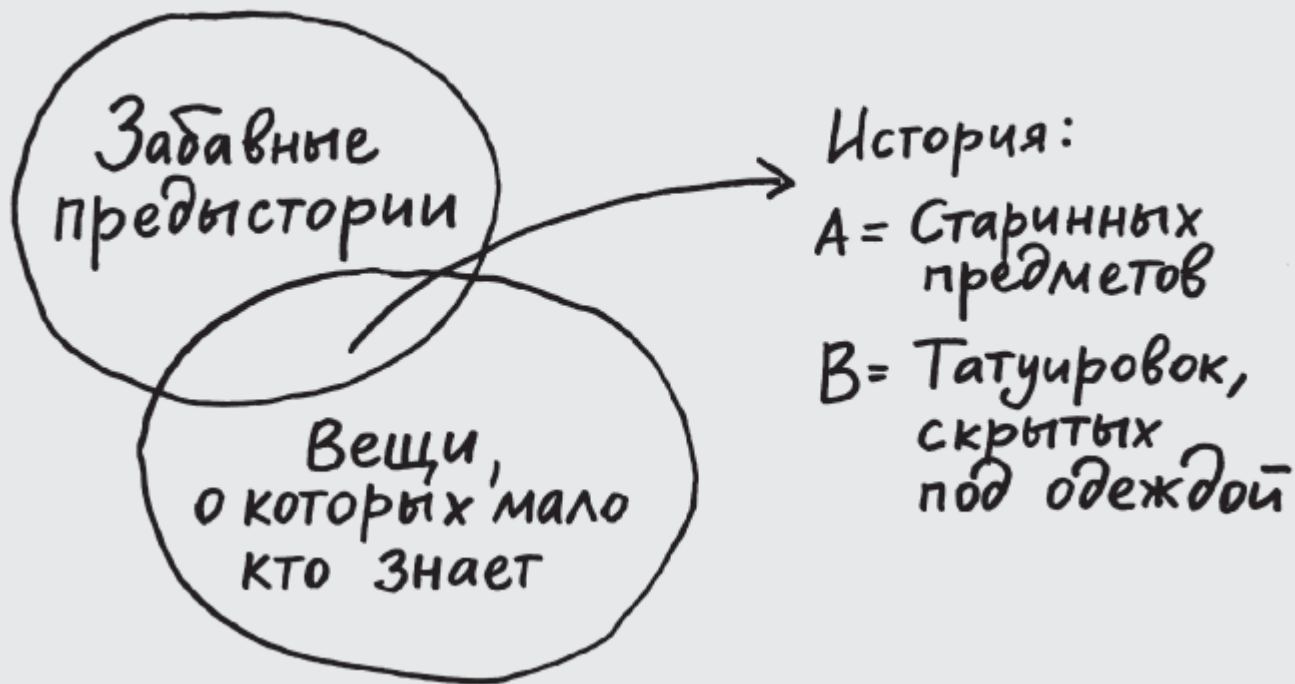 Забавные
предыстории
Вещи,
о которых мало
кто знает
История:
А = Старинных
предметов
В = Татуировок,
скрытых
под одеждой